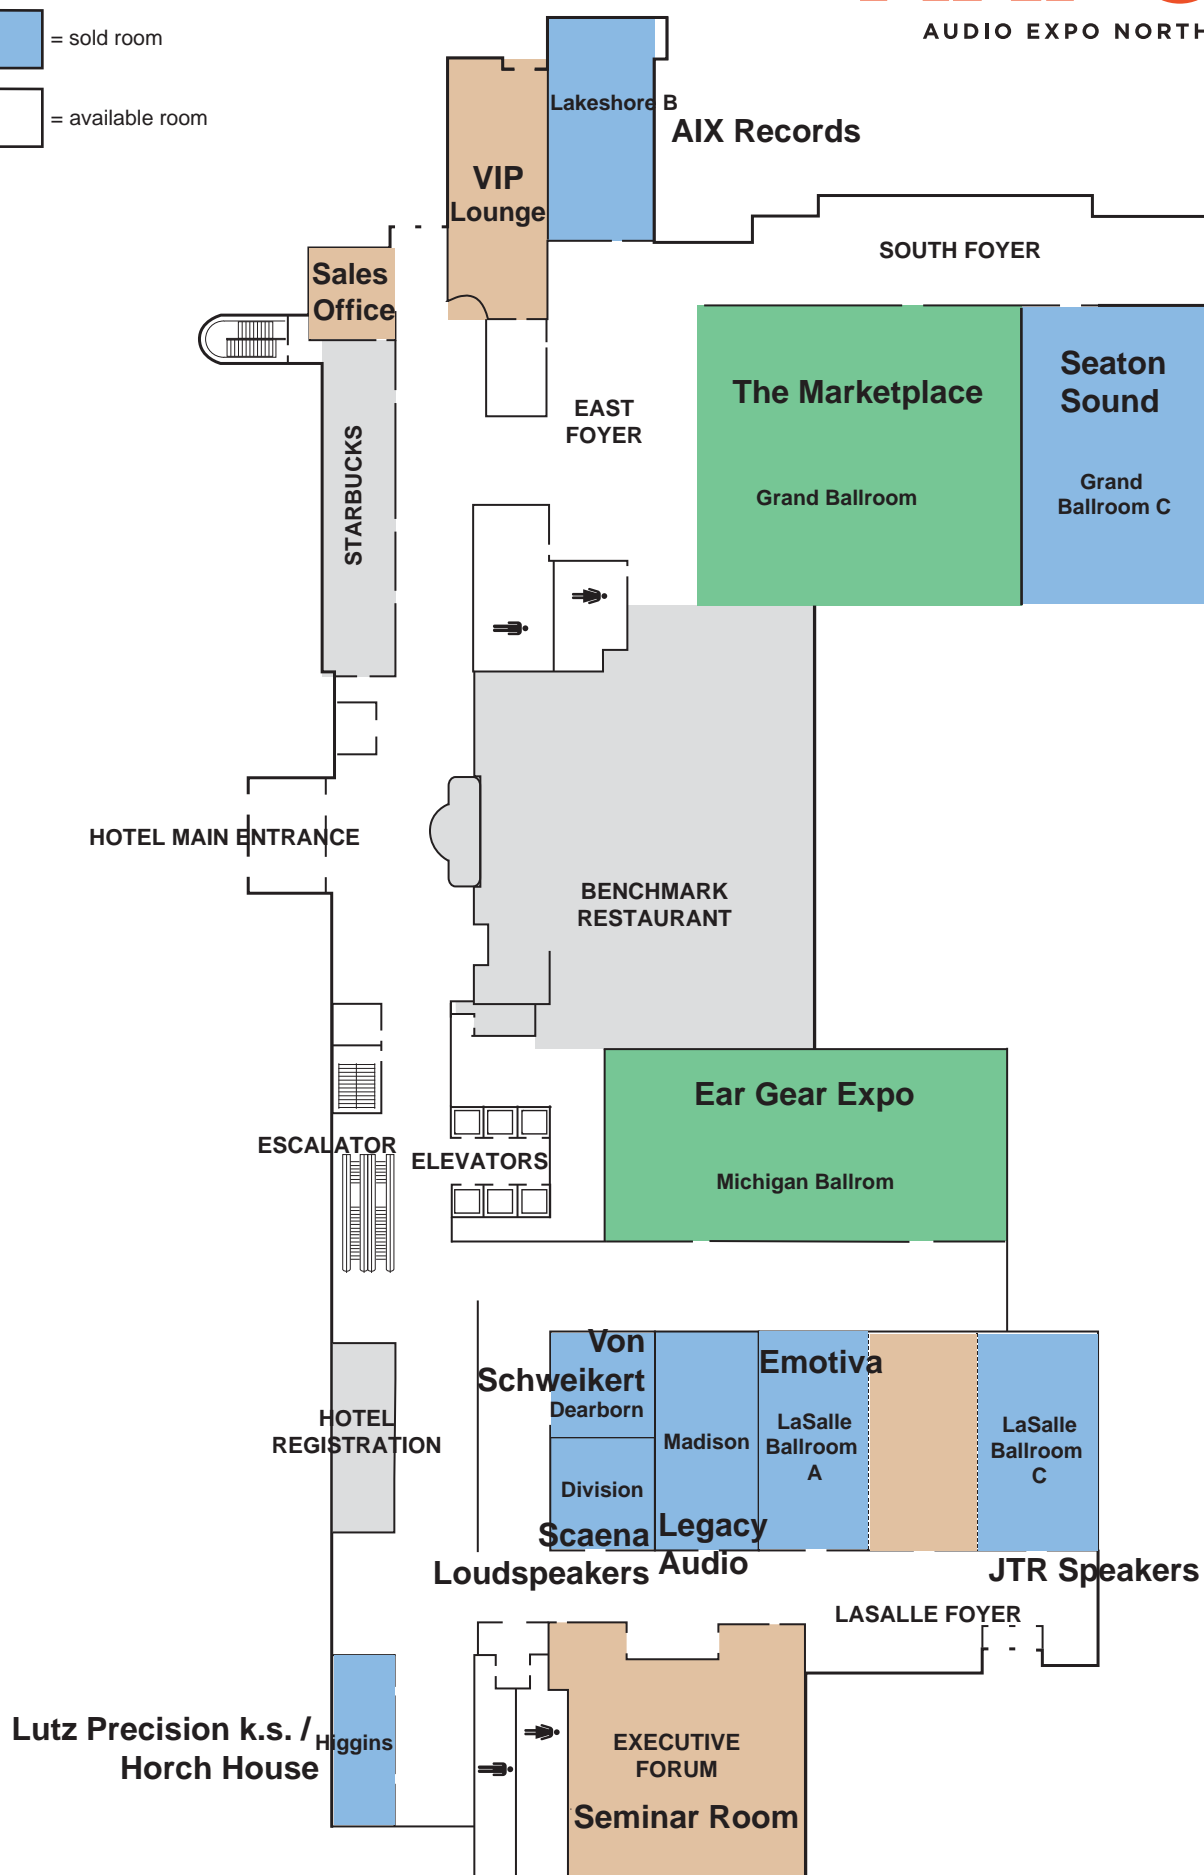 = sold room
AUDIO EXPO NORTH
= available room
Lakeshore B
AIX Records
VIP
Lounge
SOUTH FOYER
Sales
Office
The Marketplace
Seaton
Sound
EAST
FOYER
STARBUCKS
Grand Ballroom
Grand
Ballroom C
HOTEL MAIN ENTRANCE
BENCHMARK
RESTAURANT
Ear Gear Expo
ESCALATOR
ELEVATORS
Michigan Ballrom
Von
Schweikert
Dearborn
Emotiva
HOTEL
REGISTRATION
Madison
LaSalle
Ballroom
A
LaSalle
Ballroom
C
Division
Scaena
Loudspeakers
Legacy
Audio
JTR Speakers
LASALLE FOYER
Lutz Precision k.s. /
Horch House
Higgins
EXECUTIVE
FORUM
Seminar Room